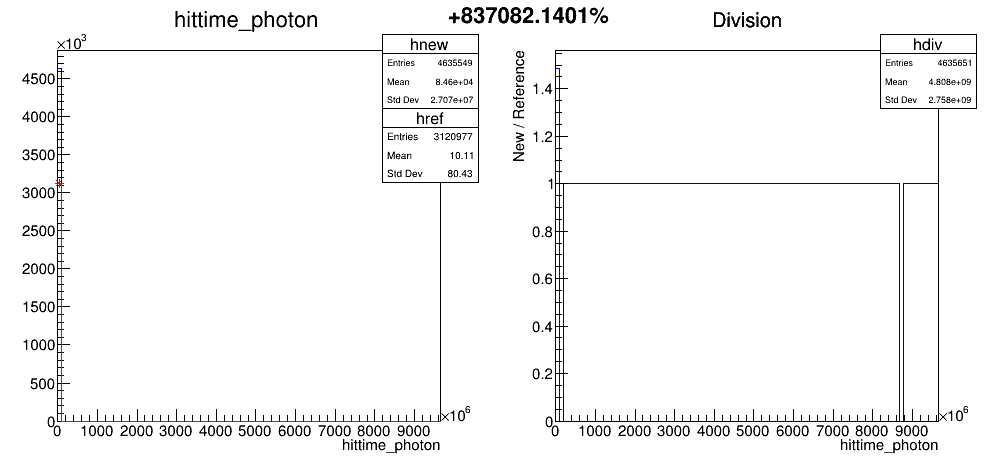 +837082.1401%
hittime_photon
×10³
hnew
Entries 4635549
Mean 8.46e+04
Std Dev 2.707e+07
href
Entries 3120977
Mean 10.11
Std Dev 80.43
4500
4000
3500
3000
2500
2000
1500
1000
500
0
0 1000 2000 3000 4000 5000 6000 7000 8000 9000
×10⁶
hittime_photon
Division
hdiv
Entries 4635651
Mean 4.808e+09
Std Dev 2.758e+09
New / Reference
1.4
1.2
1
0.8
0.6
0.4
0.2
0
0 1000 2000 3000 4000 5000 6000 7000 8000 9000
×10⁶
hittime_photon